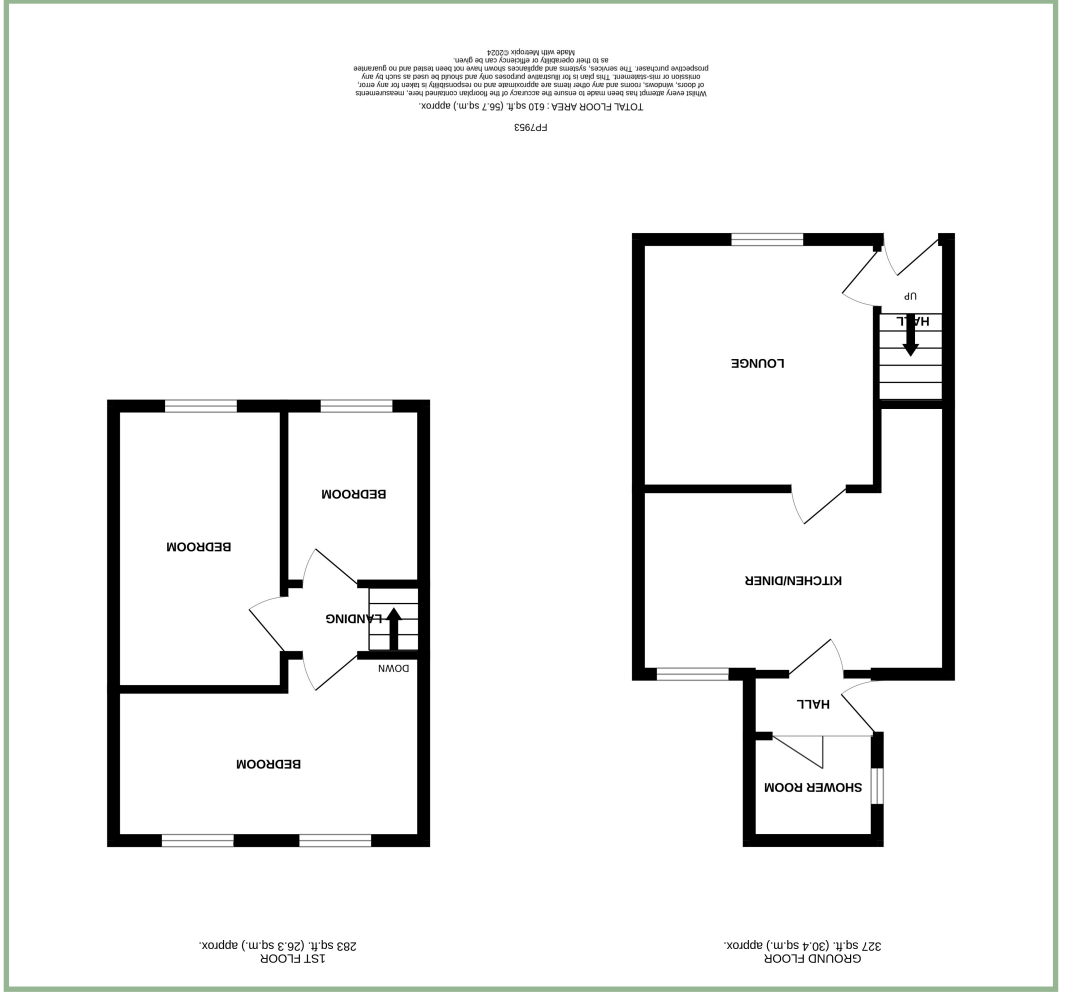 GROUND FLOOR
327 sq.ft. (30.4 sq.m.) approx.
1ST FLOOR
283 sq.ft. (26.3 sq.m.) approx.
SHOWER ROOM
HALL
KITCHEN/DINER
LOUNGE
HALL
UP
BEDROOM
DOWN
LANDING
BEDROOM
BEDROOM
FP7953
TOTAL FLOOR AREA : 610 sq.ft. (56.7 sq.m.) approx.
Whilst every attempt has been made to ensure the accuracy of the floorplan contained here, measurements
of doors, windows, rooms and any other items are approximate and no responsibility is taken for any error,
omission or mis-statement. This plan is for illustrative purposes only and should be used as such by any
prospective purchaser. The services, systems and appliances shown have not been tested and no guarantee
as to their operability or efficiency can be given.
Made with Metropix ©2024